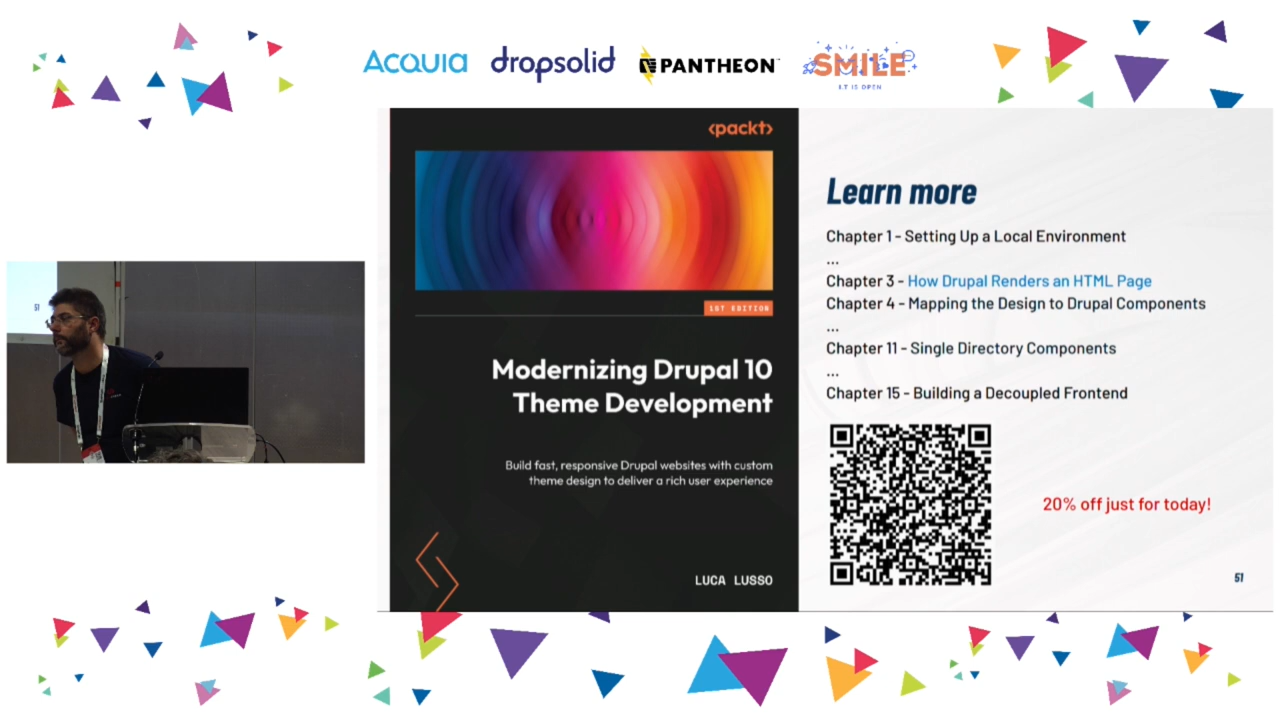 ACQUIA
dropsolid
PANTHEON
SMILE
I.T IS OPEN
<packt>
1ST EDITION
Modernizing Drupal 10
Theme Development
Build fast, responsive Drupal websites with custom
theme design to deliver a rich user experience
LUCA LUSSO
Learn more
Chapter 1 - Setting Up a Local Environment
...
Chapter 3 - How Drupal Renders an HTML Page
Chapter 4 - Mapping the Design to Drupal Components
...
Chapter 11 - Single Directory Components
...
Chapter 15 - Building a Decoupled Frontend
20% off just for today!
51
51